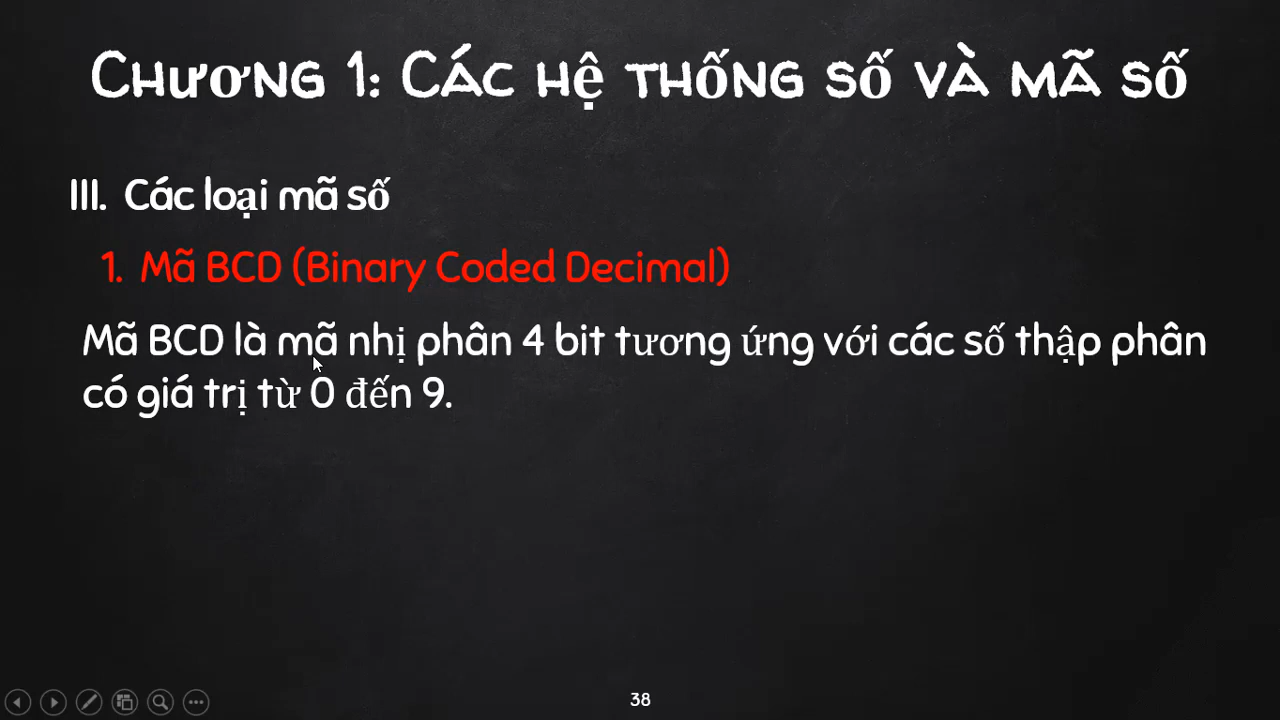 Chương 1: Các hệ thống số và mã số
III. Các loại mã số
1. Mã BCD (Binary Coded Decimal)
Mã BCD là mã nhị phân 4 bit tương ứng với các số thập phân
có giá trị từ 0 đến 9.
38